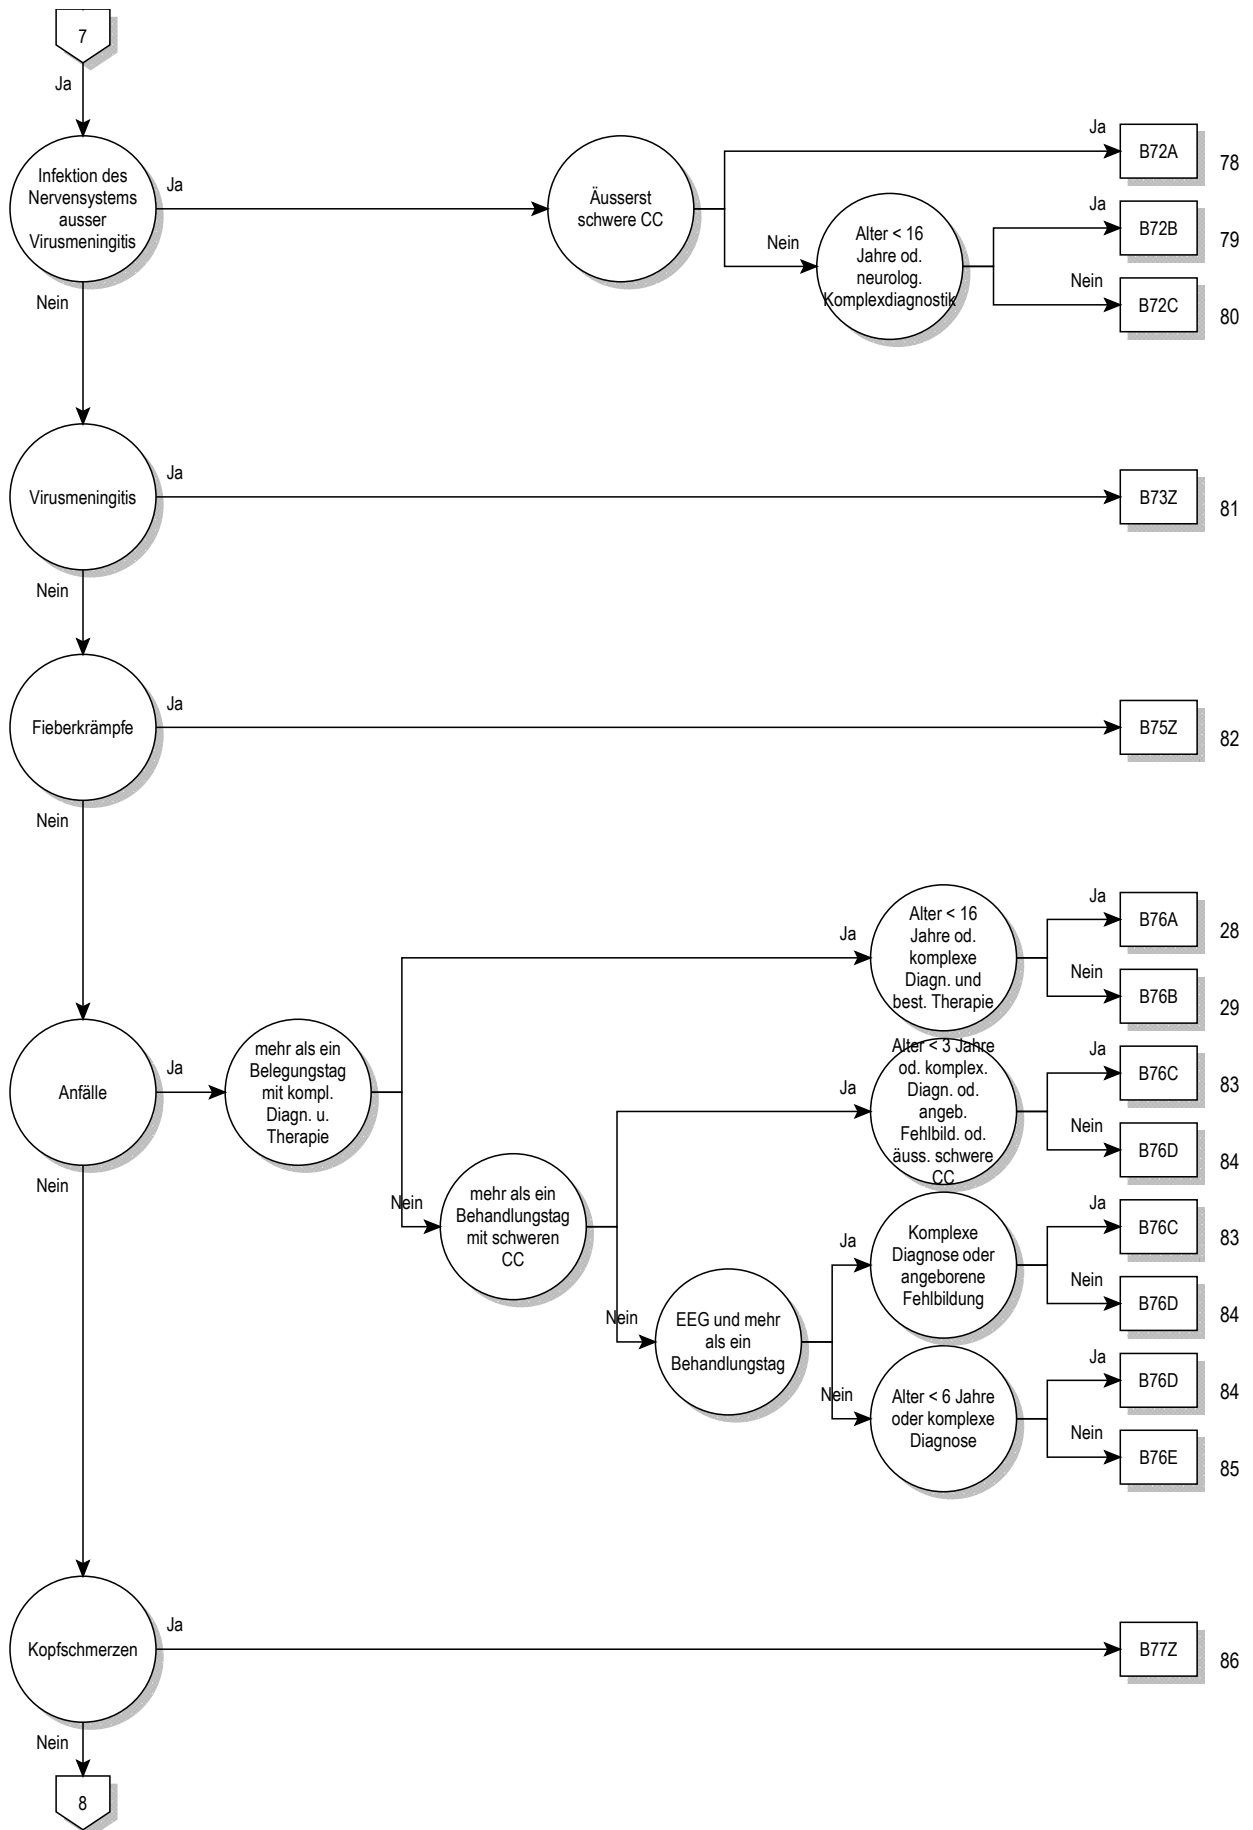 7
Ja
Infektion des
Nervensystems
ausser
Virusmeningitis
Ja
Äusserst
schwere CC
Ja
B72A
78
Nein
Alter < 16
Jahre od.
neurolog.
Komplexdiagnostik
Ja
B72B
79
Nein
B72C
80
Nein
Virusmeningitis
Ja
B73Z
81
Nein
Fieberkrämpfe
Ja
B75Z
82
Nein
Anfälle
Ja
mehr als ein
Belegungstag
mit kompl.
Diagn. u.
Therapie
Ja
Alter < 16
Jahre od.
komplexe
Diagn. und
best. Therapie
Ja
B76A
28
Nein
B76B
29
Nein
mehr als ein
Behandlungstag
mit schweren
CC
Ja
Alter < 3 Jahre
od. komplex.
Diagn. od.
angeb.
Fehlbild. od.
äuss. schwere
CC
Ja
B76C
83
Nein
B76D
84
Nein
EEG und mehr
als ein
Behandlungstag
Ja
Komplexe
Diagnose oder
angeborene
Fehlbildung
Ja
B76C
83
Nein
B76D
84
Nein
Alter < 6 Jahre
oder komplexe
Diagnose
Ja
B76D
84
Nein
B76E
85
Nein
Kopfschmerzen
Ja
B77Z
86
Nein
8